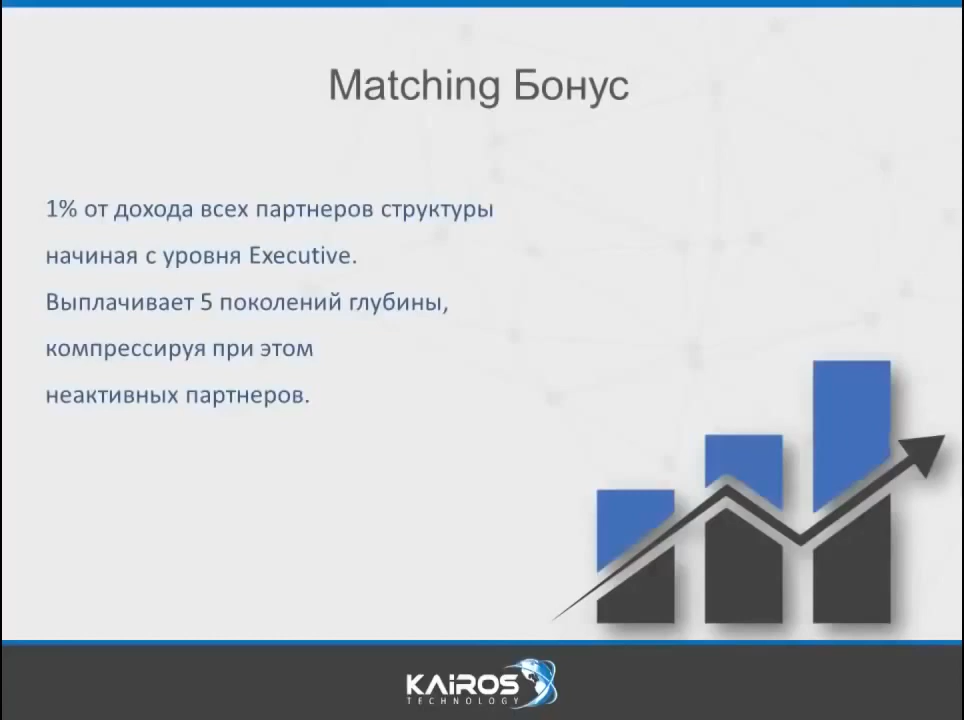 Matching Бонус
1% от дохода всех партнеров структуры
начиная с уровня Executive.
Выплачивает 5 поколений глубины,
компрессируя при этом
неактивных партнеров.
KAiROS
TECHNOLOGY